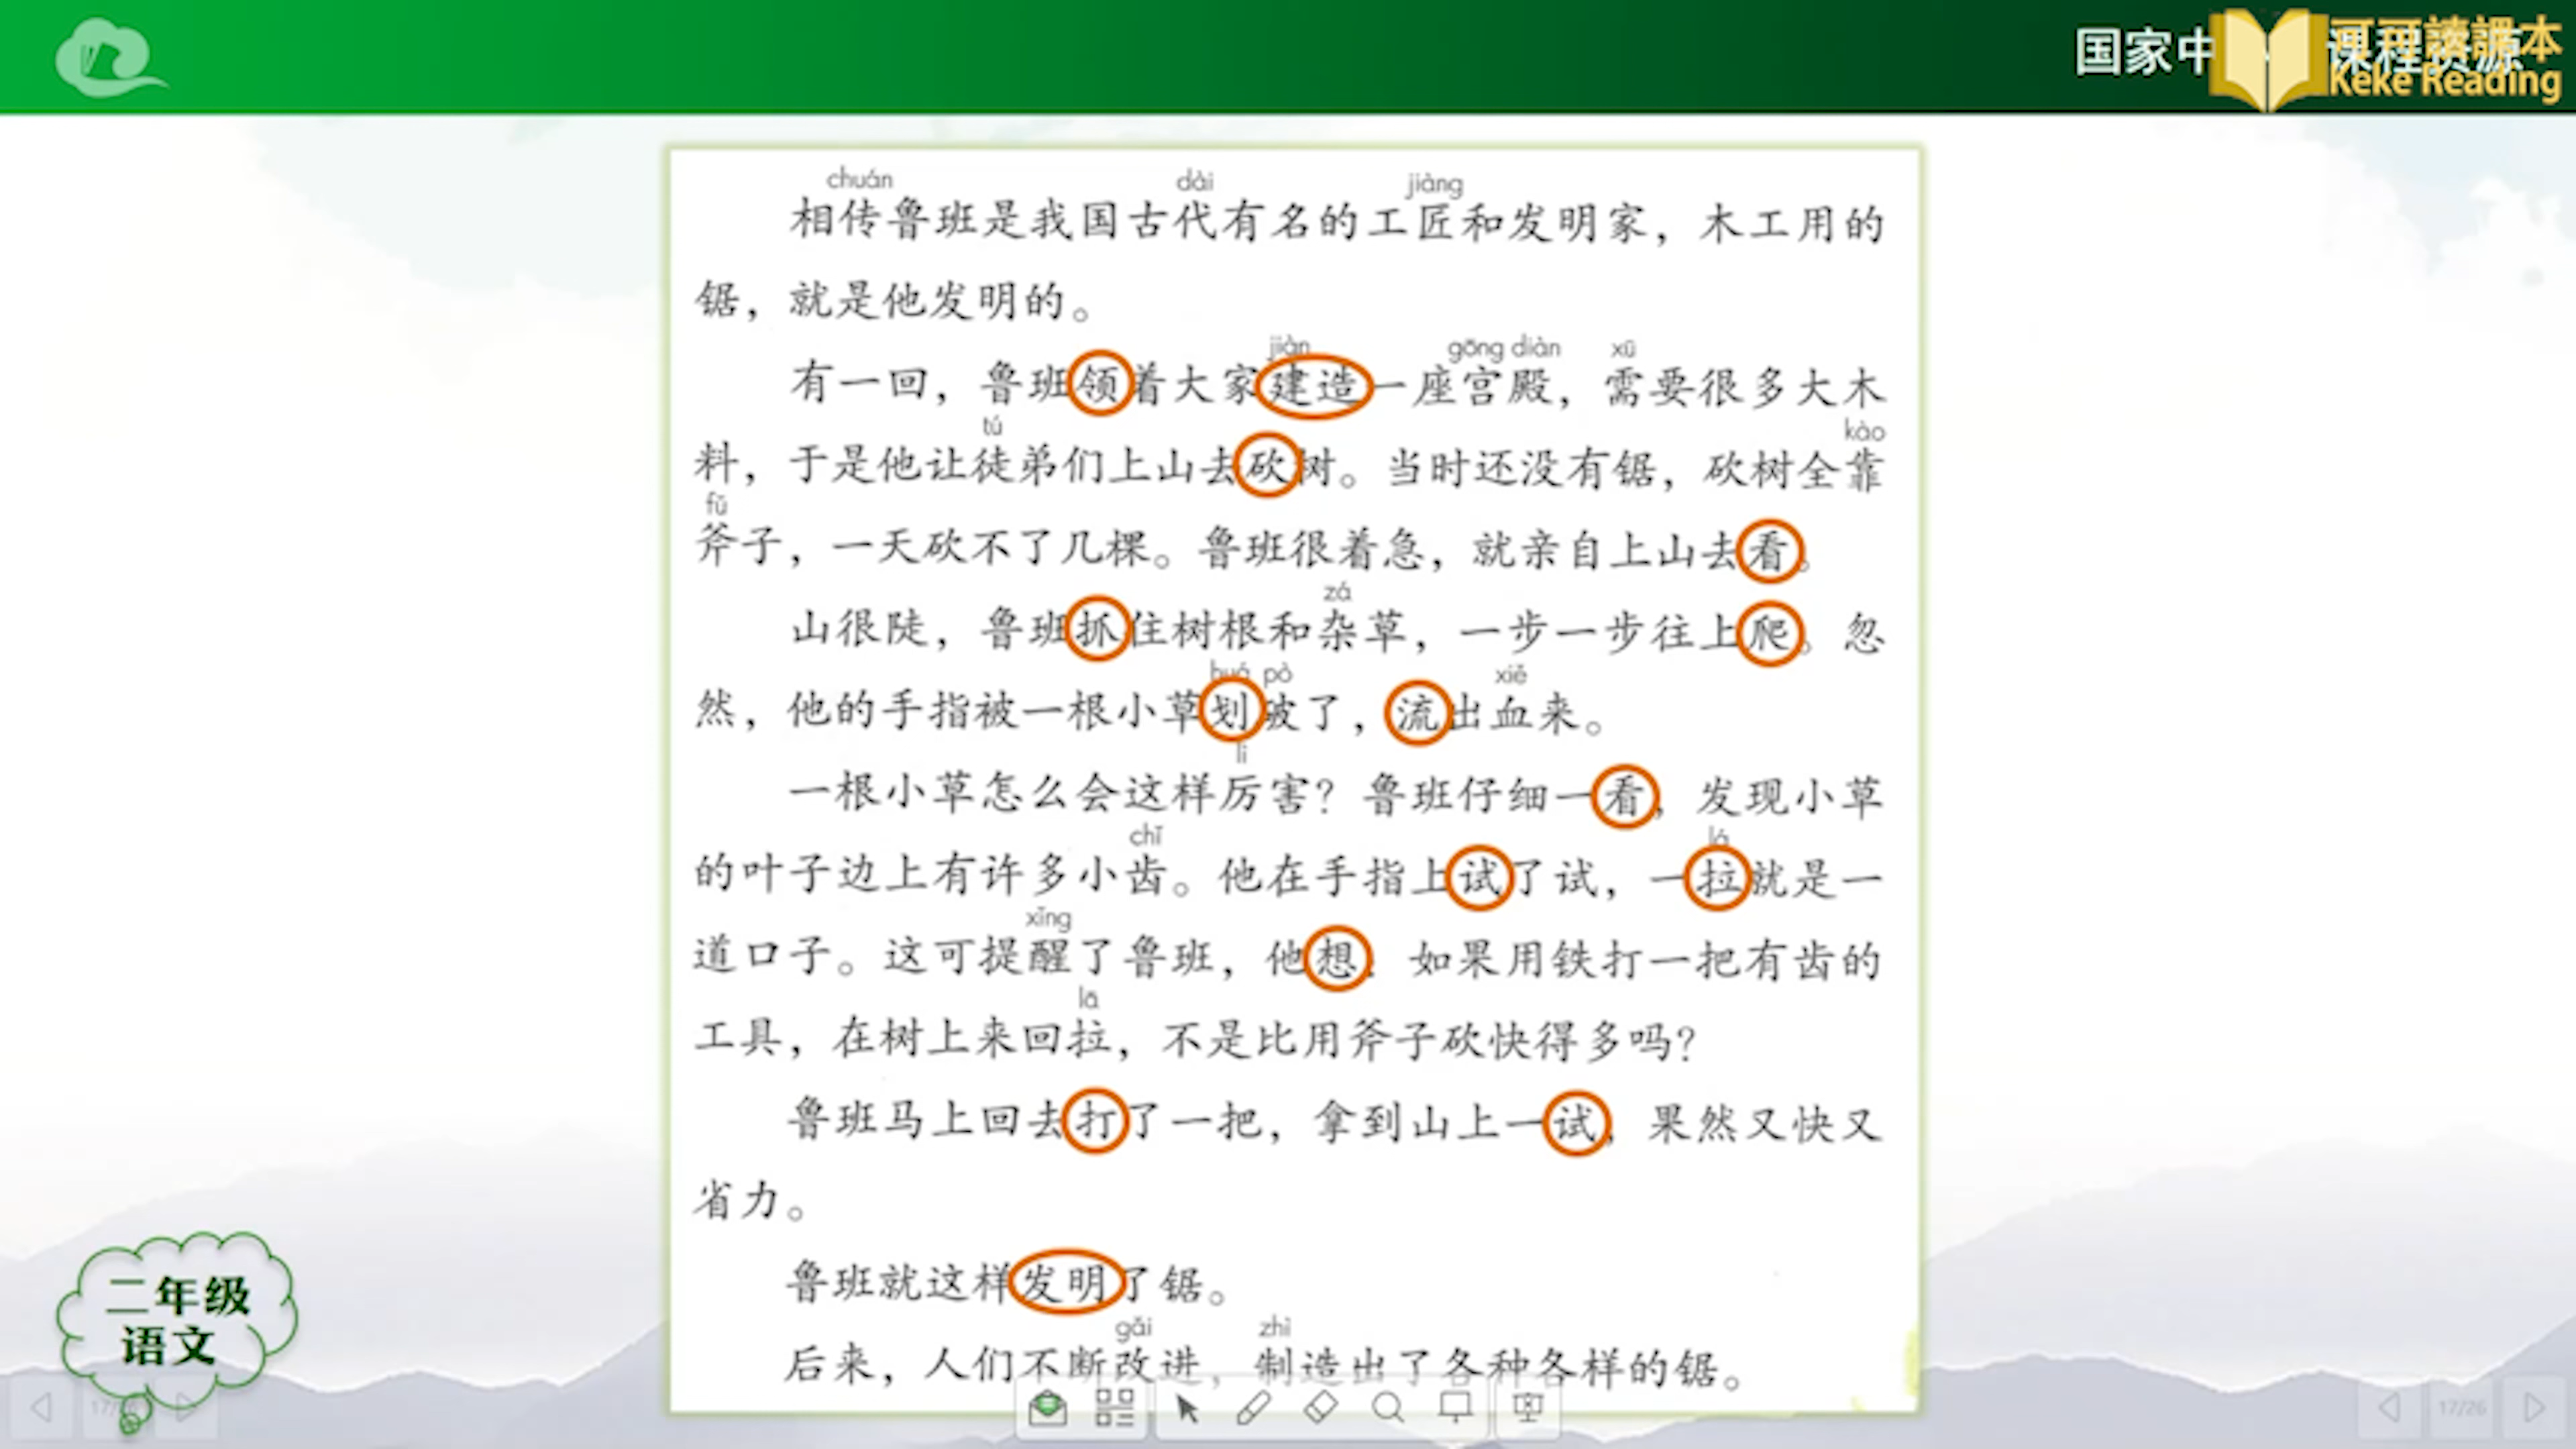 国家中
可可读課本
Keke Reading
chuán dài jiàng
相传鲁班是我国古代有名的工匠和发明家，木工用的
锯，就是他发明的。
jiàn gōng diàn xū
有一回，鲁班领着大家建造一座宫殿，需要很多大木
tú kào
料，于是他让徒弟们上山去砍树。当时还没有锯，砍树全靠
fǔ
斧子，一天砍不了几棵。鲁班很着急，就亲自上山去看。
zá
山很陡，鲁班抓住树根和杂草，一步一步往上爬。忽
huá pò xiě
然，他的手指被一根小草划破了，流出血来。
lì
一根小草怎么会这样厉害？鲁班仔细一看，发现小草
chǐ lá
的叶子边上有许多小齿。他在手指上试了试，一拉就是一
xǐng
道口子。这可提醒了鲁班，他想：如果用铁打一把有齿的
lā
工具，在树上来回拉，不是比用斧子砍快得多吗？
鲁班马上回去打了一把，拿到山上一试，果然又快又
省力。
鲁班就这样发明了锯。
gǎi zhì
后来，人们不断改进，制造出了各种各样的锯。
二年级
语文
17/26